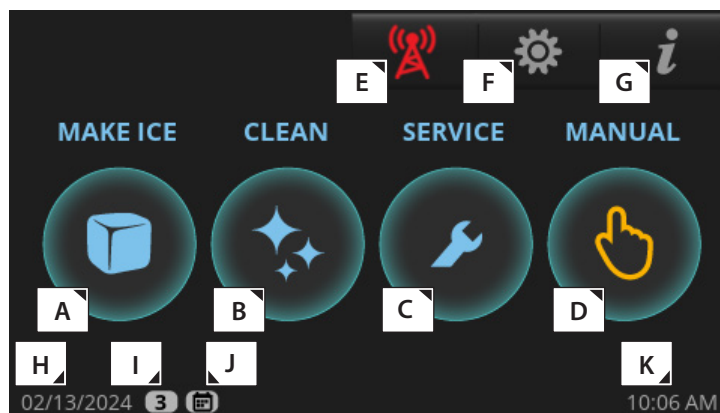 E F G
MAKE ICE CLEAN SERVICE MANUAL
A B C D
H I J K
02/13/2024 3 10:06 AM